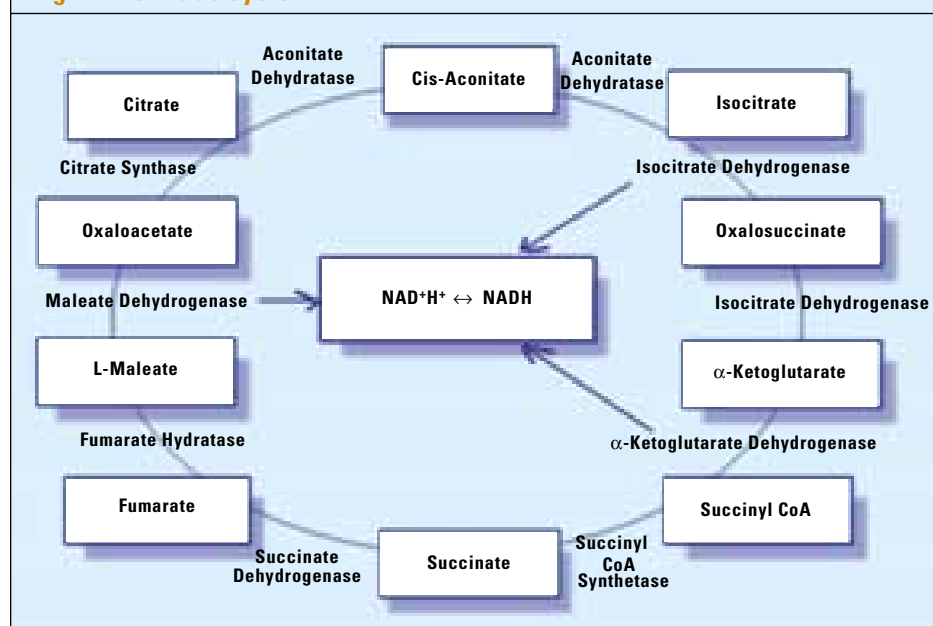 Aconitate
Dehydratase
Cis-Aconitate
Aconitate
Dehydratase
Citrate
Isocitrate
Citrate Synthase
Isocitrate Dehydrogenase
Oxaloacetate
Oxalosuccinate
Maleate Dehydrogenase
NAD⁺H⁺ ↔ NADH
Isocitrate Dehydrogenase
L-Maleate
α-Ketoglutarate
Fumarate Hydratase
α-Ketoglutarate Dehydrogenase
Fumarate
Succinyl CoA
Succinate
Dehydrogenase
Succinate
Succinyl
CoA
Synthetase